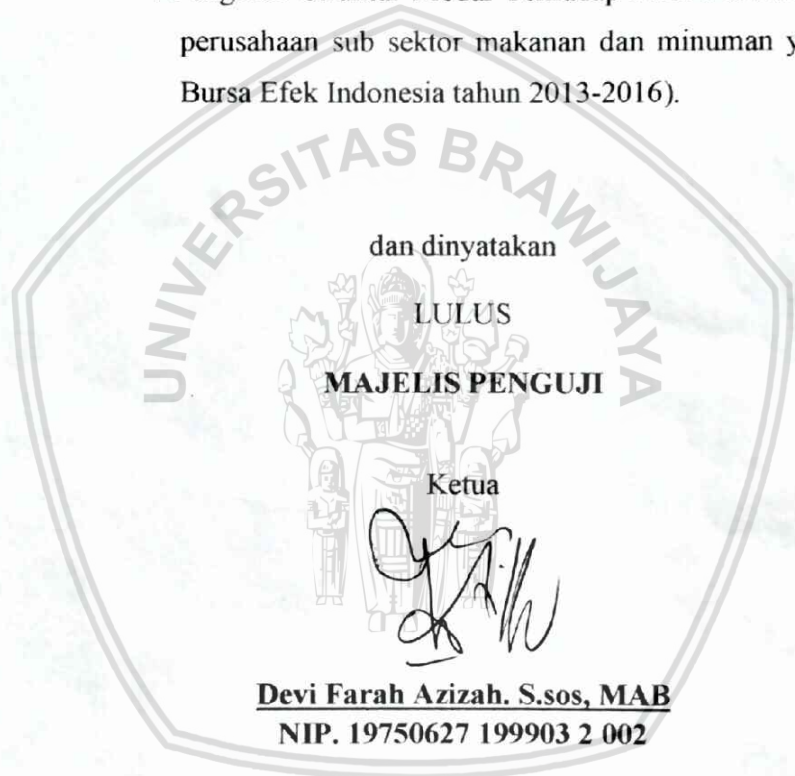 Modal
perusahaan sub sektor makanan dan minuman
Bursa Efek Indonesia tahun 2013-2016).
UNIVERSITAS BRAWIJAYA
dan dinyatakan
LULUS
MAJELIS PENGUJI
Ketua
Devi Farah Azizah. S.sos, MAB
NIP. 19750627 199903 2 002